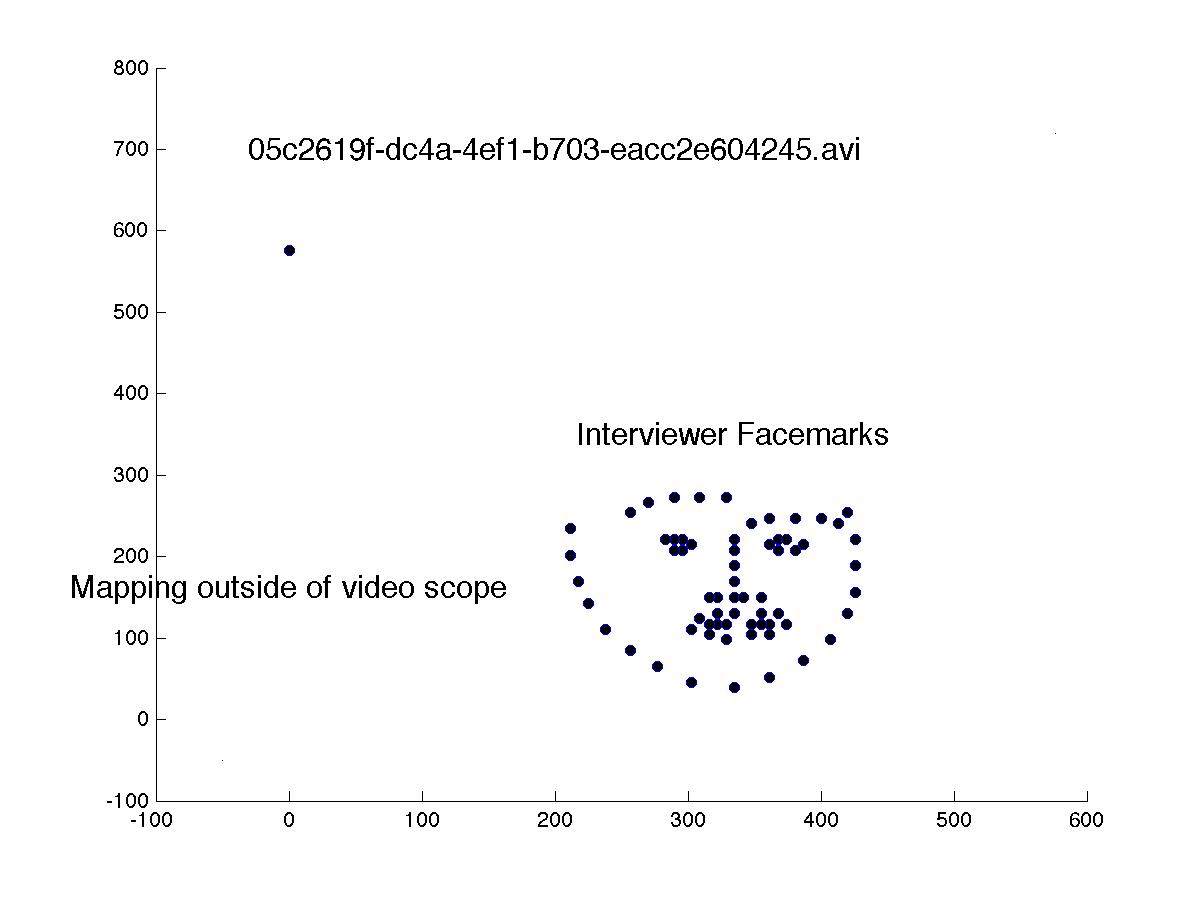 800
05c2619f-dc4a-4ef1-b703-eacc2e604245.avi
700
600
500
400
Interviewer Facemarks
300
200
Mapping outside of video scope
100
0
-100
-100 0 100 200 300 400 500 600